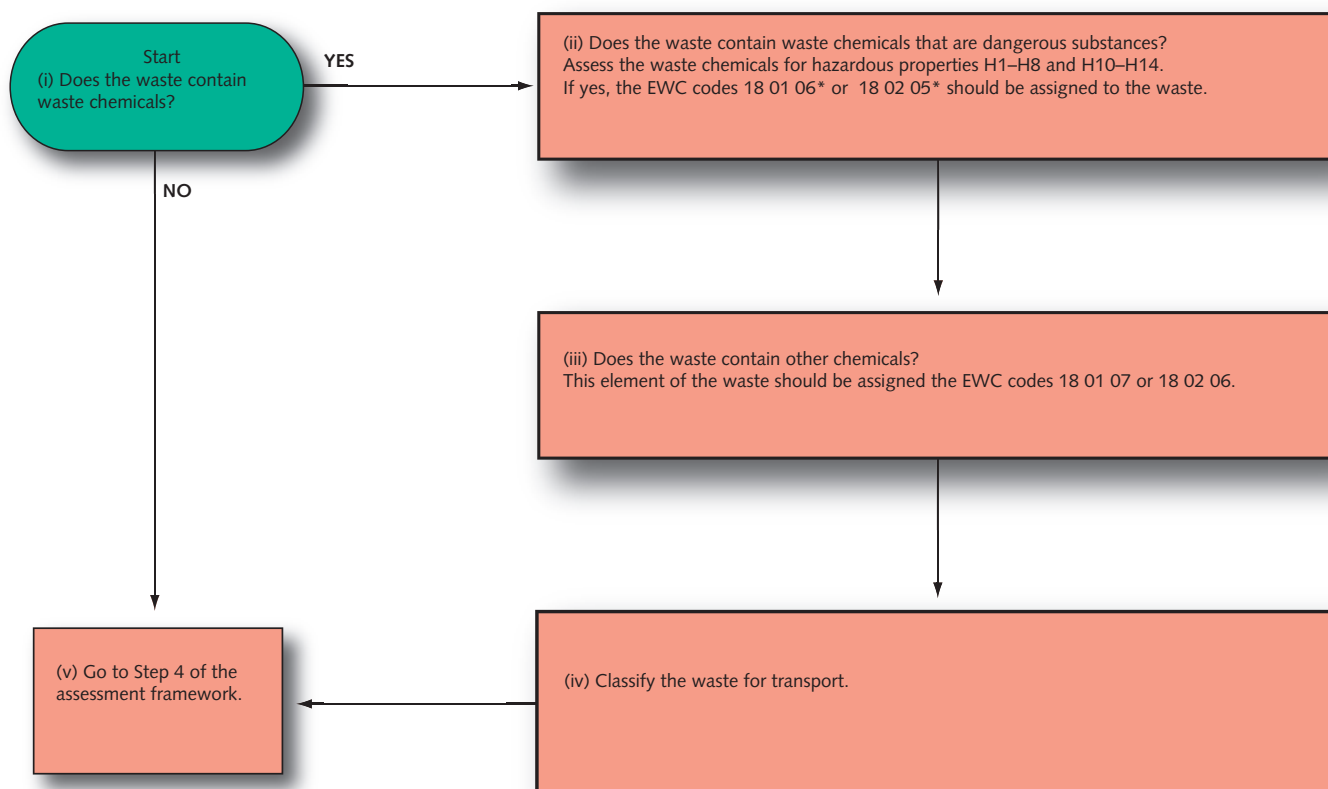 Start
(i) Does the waste contain
waste chemicals?
YES
(ii) Does the waste contain waste chemicals that are dangerous substances?
Assess the waste chemicals for hazardous properties H1–H8 and H10–H14.
If yes, the EWC codes 18 01 06* or 18 02 05* should be assigned to the waste.
NO
(iii) Does the waste contain other chemicals?
This element of the waste should be assigned the EWC codes 18 01 07 or 18 02 06.
(iv) Classify the waste for transport.
(v) Go to Step 4 of the
assessment framework.